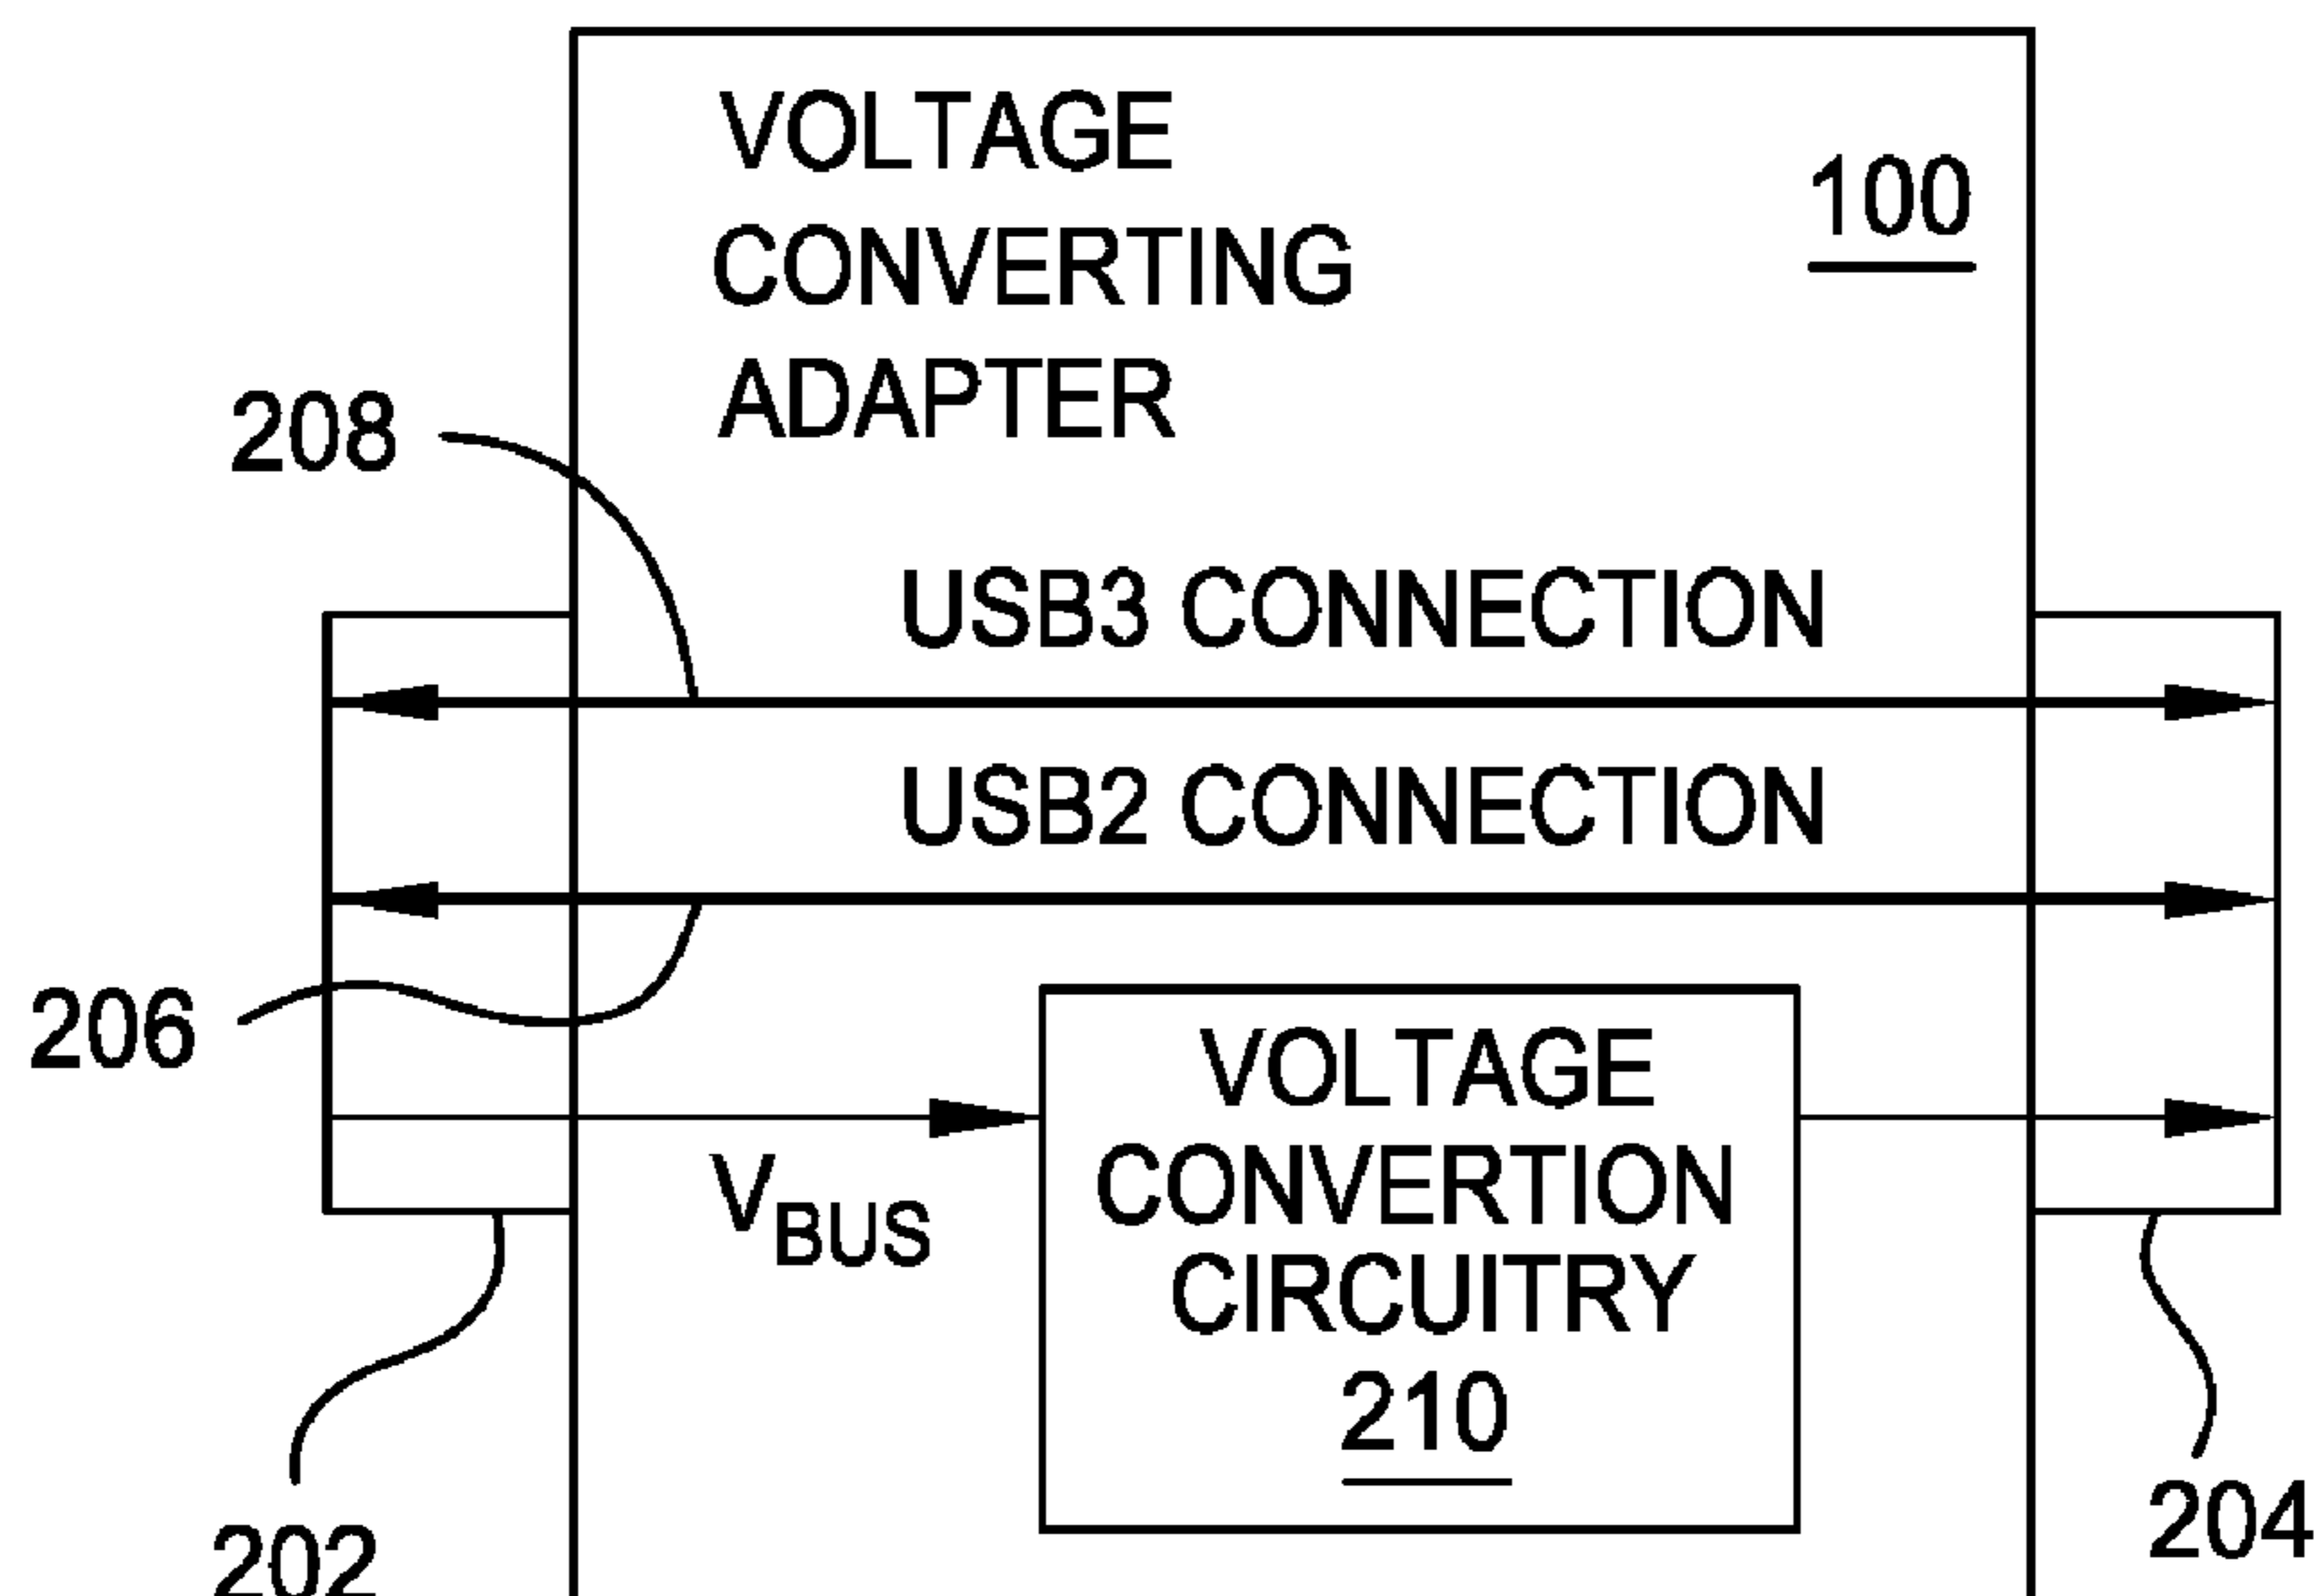 VOLTAGE
CONVERTING
ADAPTER
100
208
USB3 CONNECTION
USB2 CONNECTION
206
VBUS
VOLTAGE
CONVERTION
CIRCUITRY
210
202
204